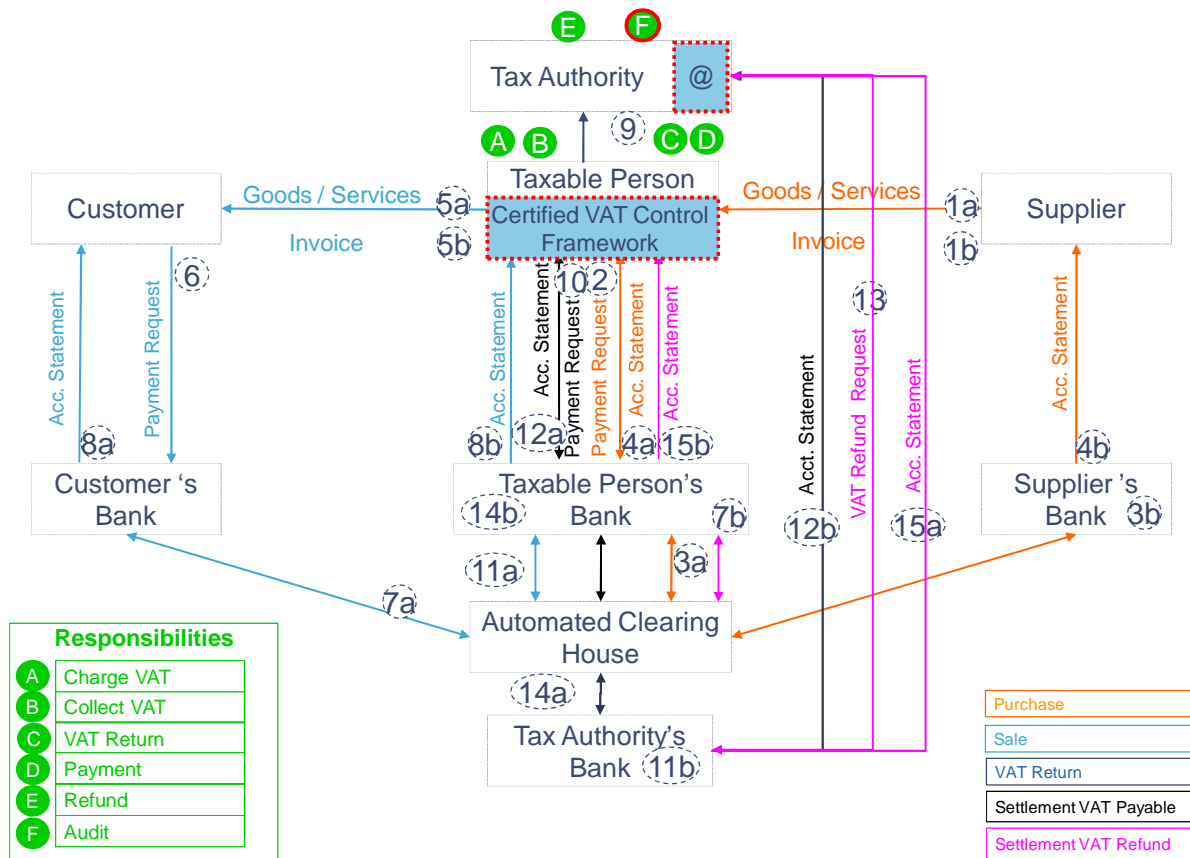 E
F
Tax Authority
@
9
A
B
C
D
Taxable Person
Certified VAT Control
Framework
Customer
Goods / Services
5a
Invoice
5b
Goods / Services
1a
Invoice
1b
Supplier
6
10
2
13
Acc. Statement
Payment Request
Acc. Statement
Acc. Statement
Payment Request
Payment Request
Acc. Statement
Acc. Statement
Acct. Statement
VAT Refund Request
Acc. Statement
Acc. Statement
8a
8b
12a
4a
15b
4b
Customer ‘s
Bank
Taxable Person's
Bank
14b
7b
12b
15a
Supplier ’s
Bank
3b
11a
3a
7a
Automated Clearing
House
14a
Tax Authority's
Bank
11b
Responsibilities
A Charge VAT
B Collect VAT
C VAT Return
D Payment
E Refund
F Audit
Purchase
Sale
VAT Return
Settlement VAT Payable
Settlement VAT Refund